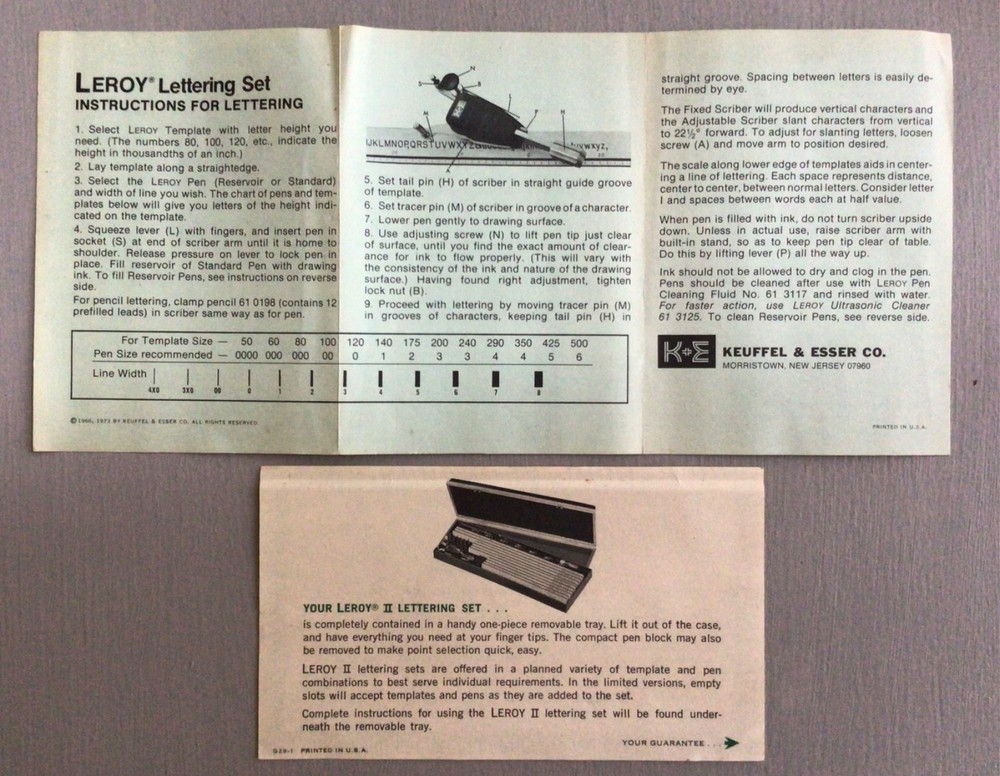 LEROY® Lettering Set
INSTRUCTIONS FOR LETTERING
1. Select LEROY Template with letter height you
need. (The numbers 80, 100, 120, etc., indicate the
height in thousandths of an inch.)
2. Lay template along a straightedge.
3. Select the LEROY Pen (Reservoir or Standard)
and width of line you wish. The chart of pens and tem-
plates below will give you letters of the height indi-
cated on the template.
4. Squeeze lever (L) with fingers, and insert pen in
socket (S) at end of scriber arm until it is home to
shoulder. Release pressure on lever to lock pen in
place. Fill reservoir of Standard Pen with drawing
ink. To fill Reservoir Pens, see instructions on reverse
side.
For pencil lettering, clamp pencil 61 0198 (contains 12
prefilled leads) in scriber same way as for pen.
N
S
B
L
M
P
H
IJKLMNOPQRSTUVWXYZ
uvwxyz,
5. Set tail pin (H) of scriber in straight guide groove
of template.
6. Set tracer pin (M) of scriber in groove of a character.
7. Lower pen gently to drawing surface.
8. Use adjusting screw (N) to lift pen tip just clear
of surface, until you find the exact amount of clear-
ance for ink to flow properly. (This will vary with
the consistency of the ink and nature of the drawing
surface.) Having found right adjustment, tighten
lock nut (B).
9. Proceed with lettering by moving tracer pin (M)
in grooves of characters, keeping tail pin (H) in
straight groove. Spacing between letters is easily de-
termined by eye.
The Fixed Scriber will produce vertical characters and
the Adjustable Scriber slant characters from vertical
to 22½° forward. To adjust for slanting letters, loosen
screw (A) and move arm to position desired.
The scale along lower edge of templates aids in center-
ing a line of lettering. Each space represents distance,
center to center, between normal letters. Consider letter
I and spaces between words each at half value.
When pen is filled with ink, do not turn scriber upside
down. Unless in actual use, raise scriber arm with
built-in stand, so as to keep pen tip clear of table.
Do this by lifting lever (P) all the way up.
Ink should not be allowed to dry and clog in the pen.
Pens should be cleaned after use with LEROY Pen
Cleaning Fluid No. 61 3117 and rinsed with water.
For faster action, use LEROY Ultrasonic Cleaner
61 3125. To clean Reservoir Pens, see reverse side.
K+E KEUFFEL & ESSER CO.
MORRISTOWN, NEW JERSEY 07960
For Template Size — 50 60 80 100 120 140 175 200 240 290 350 425 500
Pen Size recommended — 0000 000 000 00 0 1 2 3 3 4 4 5 6
Line Width
4X0 3X0 00 0 1 2 3 4 5 6 7 8
©1966, 1973 BY KEUFFEL & ESSER CO. ALL RIGHTS RESERVED
PRINTED IN U.S.A.
YOUR LEROY® II LETTERING SET . . .
is completely contained in a handy one-piece removable tray. Lift it out of the case,
and have everything you need at your finger tips. The compact pen block may also
be removed to make point selection quick, easy.
LEROY II lettering sets are offered in a planned variety of template and pen
combinations to best serve individual requirements. In the limited versions, empty
slots will accept templates and pens as they are added to the set.
Complete instructions for using the LEROY II lettering set will be found under-
neath the removable tray.
YOUR GUARANTEE . . .
PRINTED IN U.S.A.